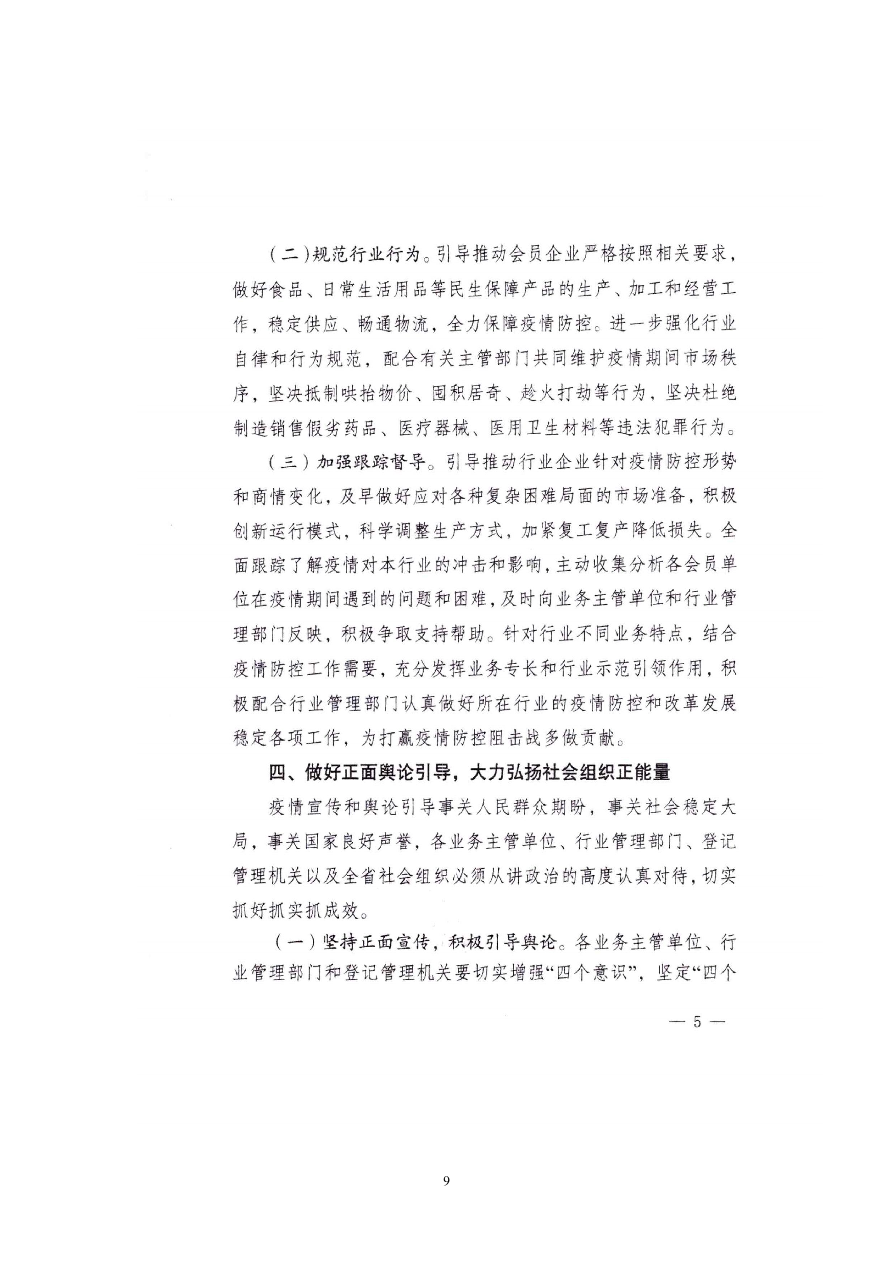 （二）规范行业行为。引导推动会员企业严格按照相关要求，
做好食品、日常生活用品等民生保障产品的生产、加工和经营工
作，稳定供应、畅通物流，全力保障疫情防控。进一步强化行业
自律和行为规范，配合有关主管部门共同维护疫情期间市场秩
序，坚决抵制哄抬物价、囤积居奇、趁火打劫等行为，坚决杜绝
制造销售假劣药品、医疗器械、医用卫生材料等违法犯罪行为。
（三）加强跟踪督导。引导推动行业企业针对疫情防控形势
和商情变化，及早做好应对各种复杂困难局面的市场准备，积极
创新运行模式，科学调整生产方式，加紧复工复产降低损失。全
面跟踪了解疫情对本行业的冲击和影响，主动收集分析各会员单
位在疫情期间遇到的问题和困难，及时向业务主管单位和行业管
理部门反映，积极争取支持帮助。针对行业不同业务特点，结合
疫情防控工作需要，充分发挥业务专长和行业示范引领作用，积
极配合行业管理部门认真做好所在行业的疫情防控和改革发展
稳定各项工作，为打赢疫情防控阻击战多做贡献。
四、做好正面舆论引导，大力弘扬社会组织正能量
疫情宣传和舆论引导事关人民群众期盼，事关社会稳定大
局，事关国家良好声誉，各业务主管单位、行业管理部门、登记
管理机关以及全省社会组织必须从讲政治的高度认真对待，切实
抓好抓实抓成效。
（一）坚持正面宣传，积极引导舆论。各业务主管单位、行
业管理部门和登记管理机关要切实增强“四个意识”，坚定“四个
— 5 —
9